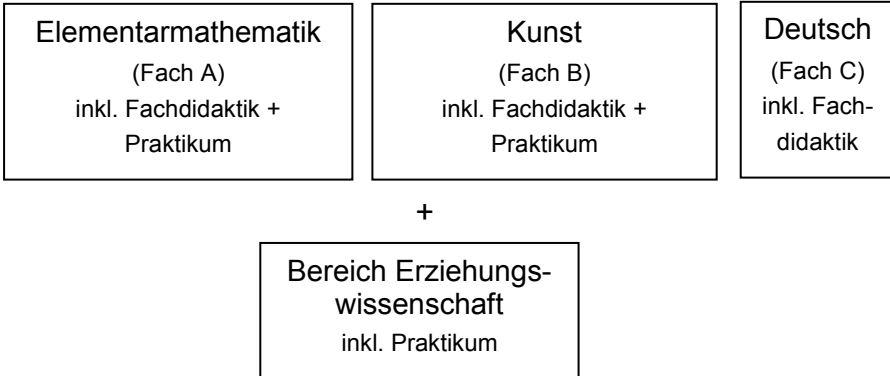 Elementarmathematik
(Fach A)
inkl. Fachdidaktik +
Praktikum
Kunst
(Fach B)
inkl. Fachdidaktik +
Praktikum
Deutsch
(Fach C)
inkl. Fach-
didaktik
+
Bereich Erziehungs-
wissenschaft
inkl. Praktikum